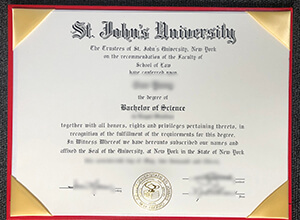 St. John's University
The Trustees of St. John's University, New York
on the recommendation of the Faculty of
School of Law
have conferred upon
the degree of
Bachelor of Science
together with all honors, rights and privileges pertaining thereto, in
recognition of the fulfillment of the requirements for this degree.
In Witness Whereof we have hereunto subscribed our names and
affixed the Seal of the University, at New York in the State of New York